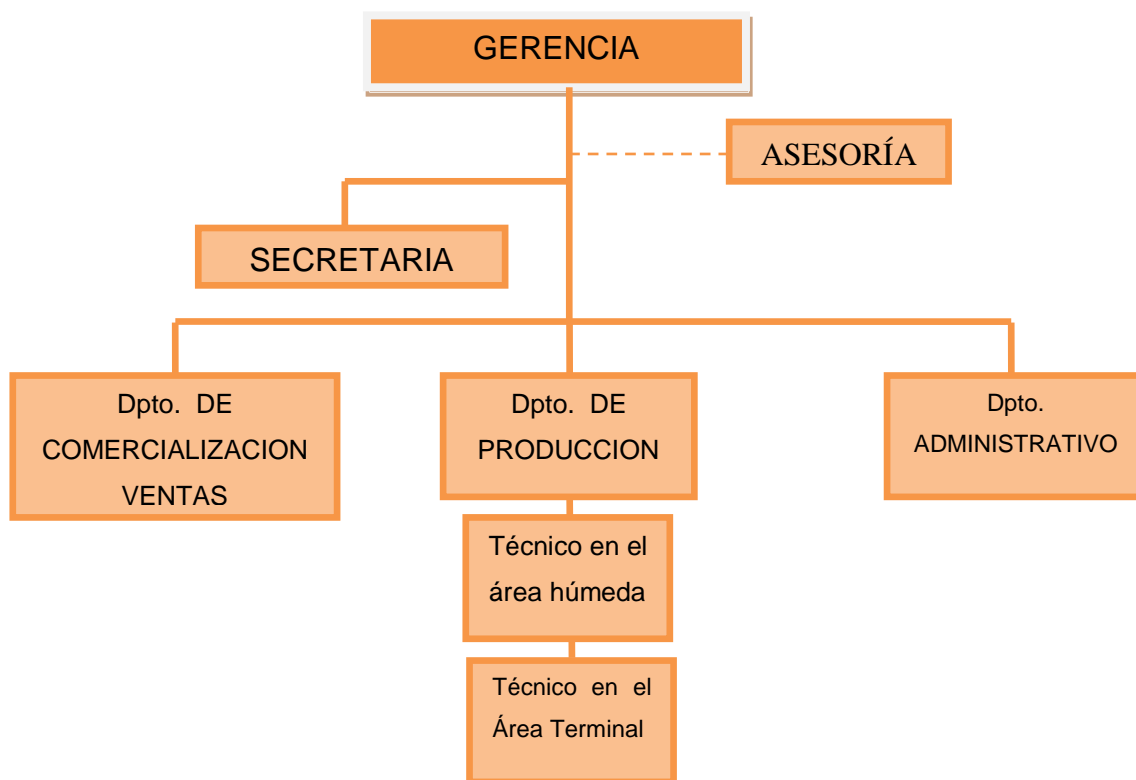 GERENCIA
ASESORÍA
SECRETARIA
Dpto. DE
COMERCIALIZACION
VENTAS
Dpto. DE
PRODUCCION
Dpto.
ADMINISTRATIVO
Técnico en el
área húmeda
Técnico en el
Área Terminal